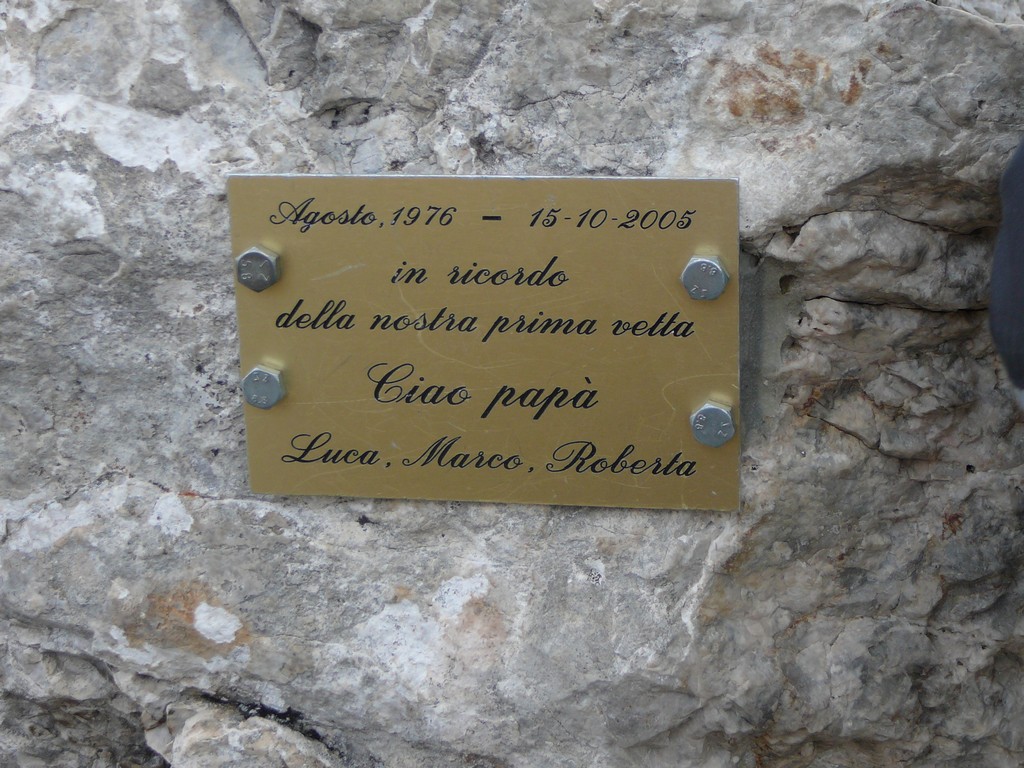 Agosto, 1976 - 15-10-2005
in ricordo
della nostra prima vetta
Ciao papà
Luca, Marco, Roberta